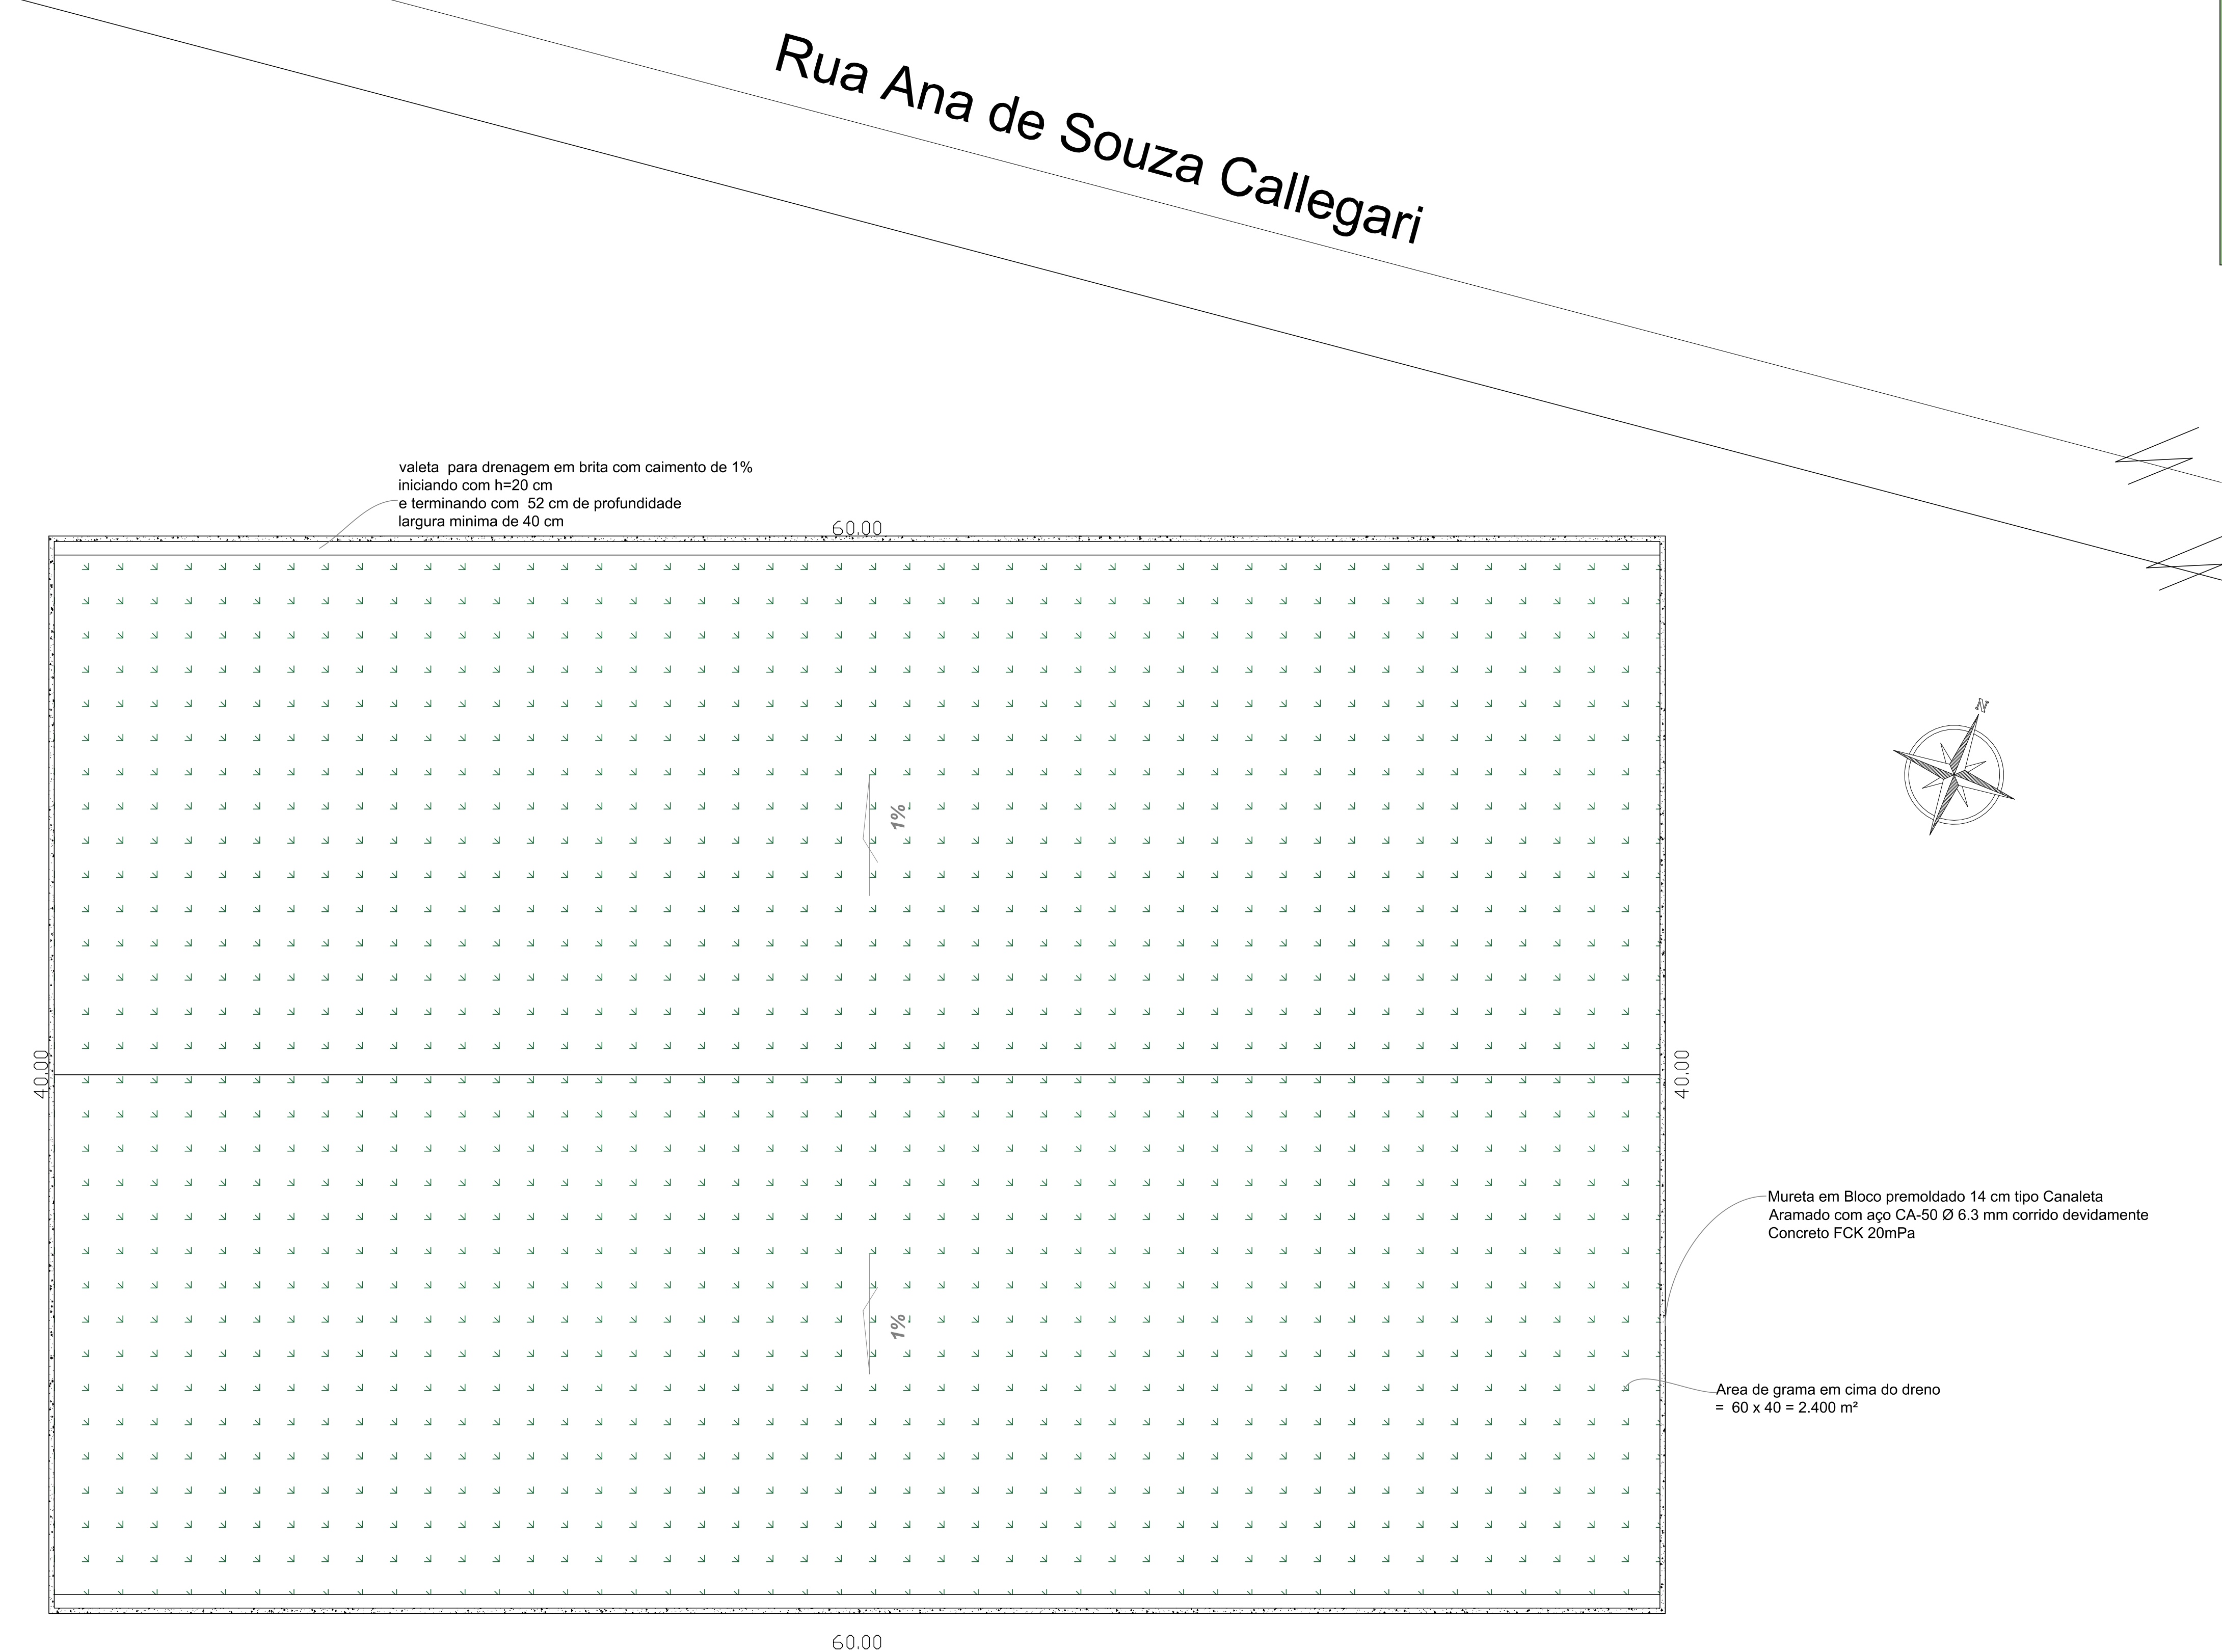 Rua Ana de Souza Callegari
valeta para drenagem em brita com caimento de 1%
iniciando com h=20 cm
e terminando com 52 cm de profundidade
largura minima de 40 cm
60.00
N
1%
40.00
40.00
Mureta em Bloco premoldado 14 cm tipo Canaleta
Aramado com aço CA-50 Ø 6.3 mm corrido devidamente
Concreto FCK 20mPa
1%
Area de grama em cima do dreno
= 60 x 40 = 2.400 m²
60.00